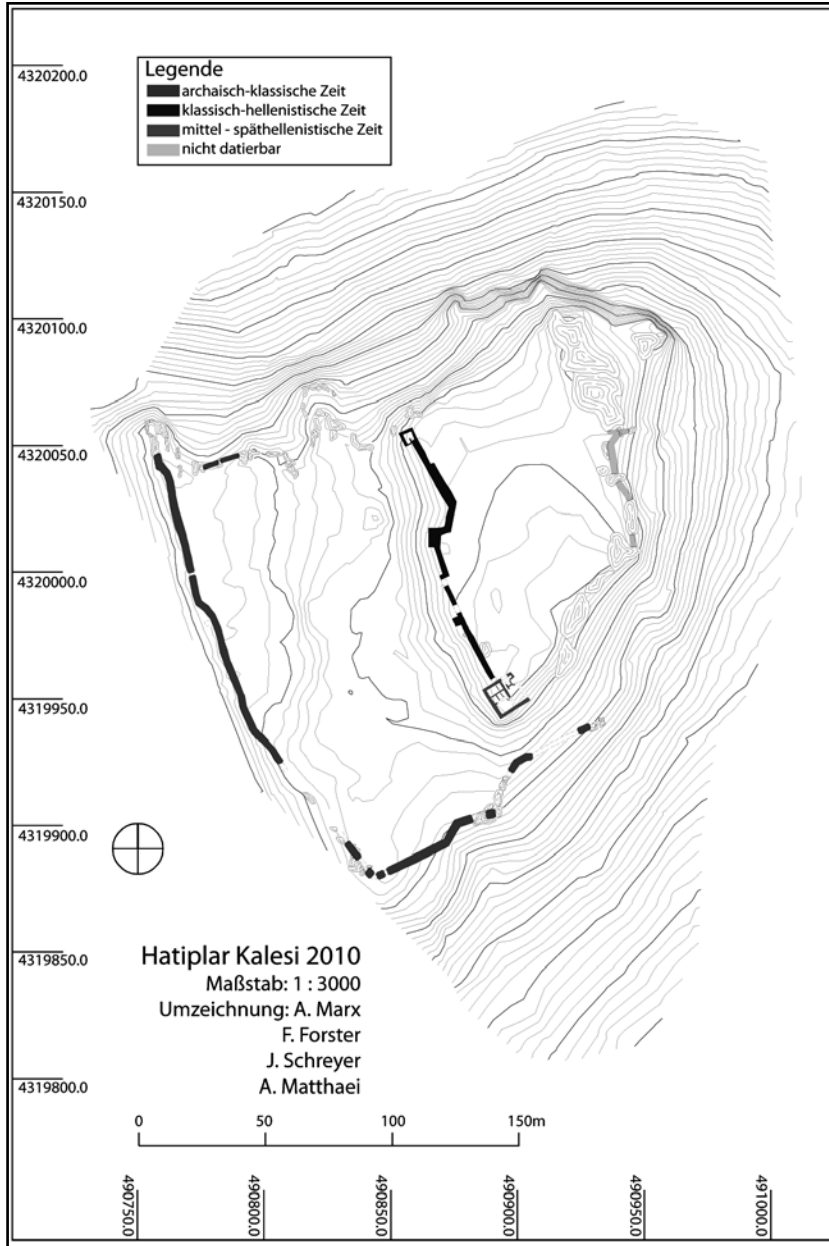 Legende
archaisch-klassische Zeit
klassisch-hellenistische Zeit
mittel - späthellenistische Zeit
nicht datierbar
4320200.0
4320150.0
4320100.0
4320050.0
4320000.0
4319950.0
4319900.0
4319850.0
4319800.0
Hatiplar Kalesi 2010
Maßstab: 1 : 3000
Umzeichnung: A. Marx
F. Forster
J. Schreyer
A. Matthaei
0 50 100 150m
490750.0 490800.0 490850.0 490900.0 490950.0 491000.0